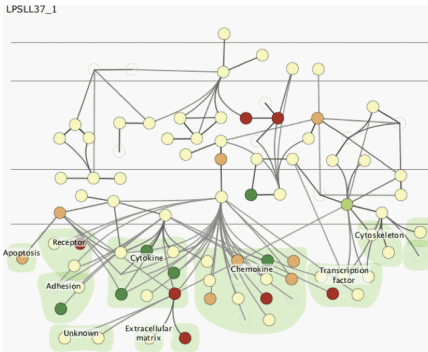 LPSLL37_1
Receptor
Cytoskeleton
Apoptosis
Cytokine
Chemokine
Transcription
factor
Adhesion
Unknown
Extracellular
matrix